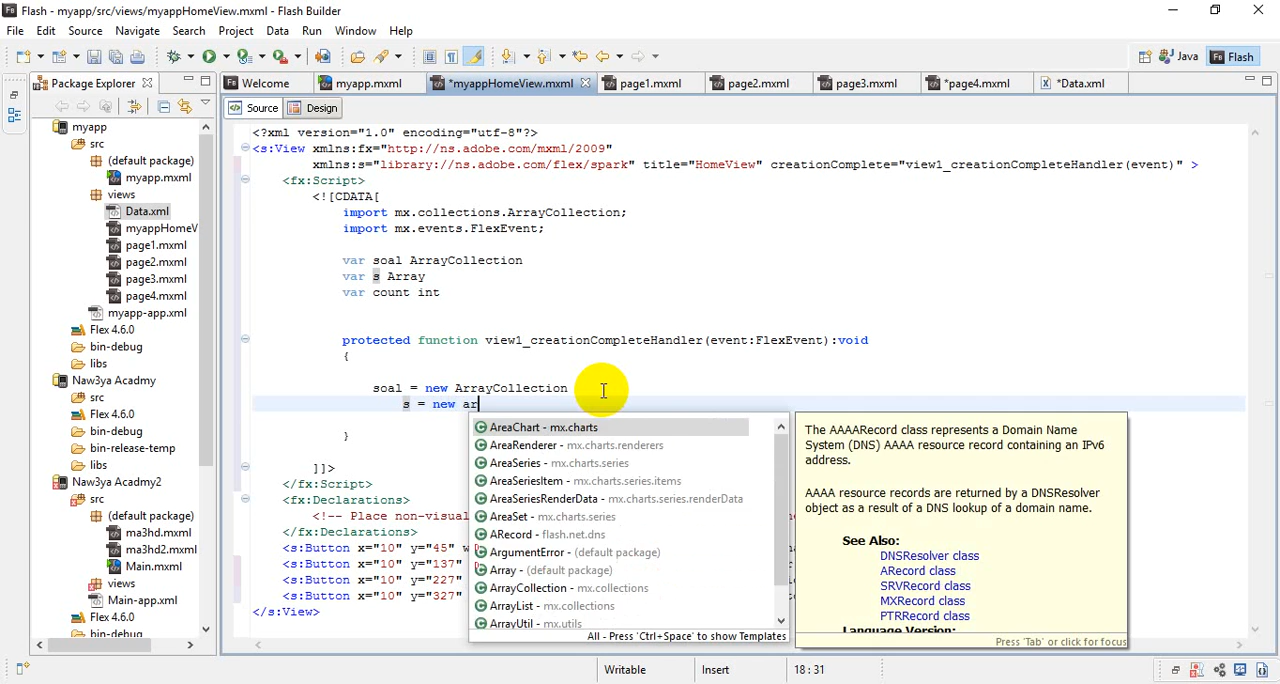 Flash - myapp/src/views/myappHomeView.mxml - Flash Builder
File Edit Source Navigate Search Project Data Run Window Help
Java Flash
Package Explorer
Welcome myapp.mxml *myappHomeView.mxml page1.mxml page2.mxml page3.mxml *page4.mxml *Data.xml
Source Design
myapp
src
(default package)
myapp.mxml
views
Data.xml
myappHomeV
page1.mxml
page2.mxml
page3.mxml
page4.mxml
myapp-app.xml
Flex 4.6.0
bin-debug
libs
Naw3ya Acadmy
src
Flex 4.6.0
bin-debug
bin-release-temp
libs
Naw3ya Acadmy2
src
(default package)
ma3hd.mxml
ma3hd2.mxml
Main.mxml
views
Main-app.xml
Flex 4.6.0
bin-debug
<?xml version="1.0" encoding="utf-8"?>
<s:View xmlns:fx="http://ns.adobe.com/mxml/2009"
xmlns:s="library://ns.adobe.com/flex/spark" title="HomeView" creationComplete="view1_creationCompleteHandler(event)" >
<fx:Script>
<![CDATA[
import mx.collections.ArrayCollection;
import mx.events.FlexEvent;
var soal ArrayCollection
var s Array
var count int
protected function view1_creationCompleteHandler(event:FlexEvent):void
{
soal = new ArrayCollection
s = new ar
}
]]>
</fx:Script>
<fx:Declarations>
<!-- Place non-visual
</fx:Declarations>
<s:Button x="10" y="45" w
<s:Button x="10" y="137"
<s:Button x="10" y="227"
<s:Button x="10" y="327"
</s:View>
AreaChart - mx.charts
AreaRenderer - mx.charts.renderers
AreaSeries - mx.charts.series
AreaSeriesItem - mx.charts.series.items
AreaSeriesRenderData - mx.charts.series.renderData
AreaSet - mx.charts.series
ARecord - flash.net.dns
ArgumentError - (default package)
Array - (default package)
ArrayCollection - mx.collections
ArrayList - mx.collections
ArrayUtil - mx.utils
All - Press 'Ctrl+Space' to show Templates
The AAAARecord class represents a Domain Name
System (DNS) AAAA resource record containing an IPv6
address.
AAAA resource records are returned by a DNSResolver
object as a result of a DNS lookup of a domain name.
See Also:
DNSResolver class
ARecord class
SRVRecord class
MXRecord class
PTRRecord class
Language Version:
Press 'Tab' or click for focus
Writable Insert 18 : 31